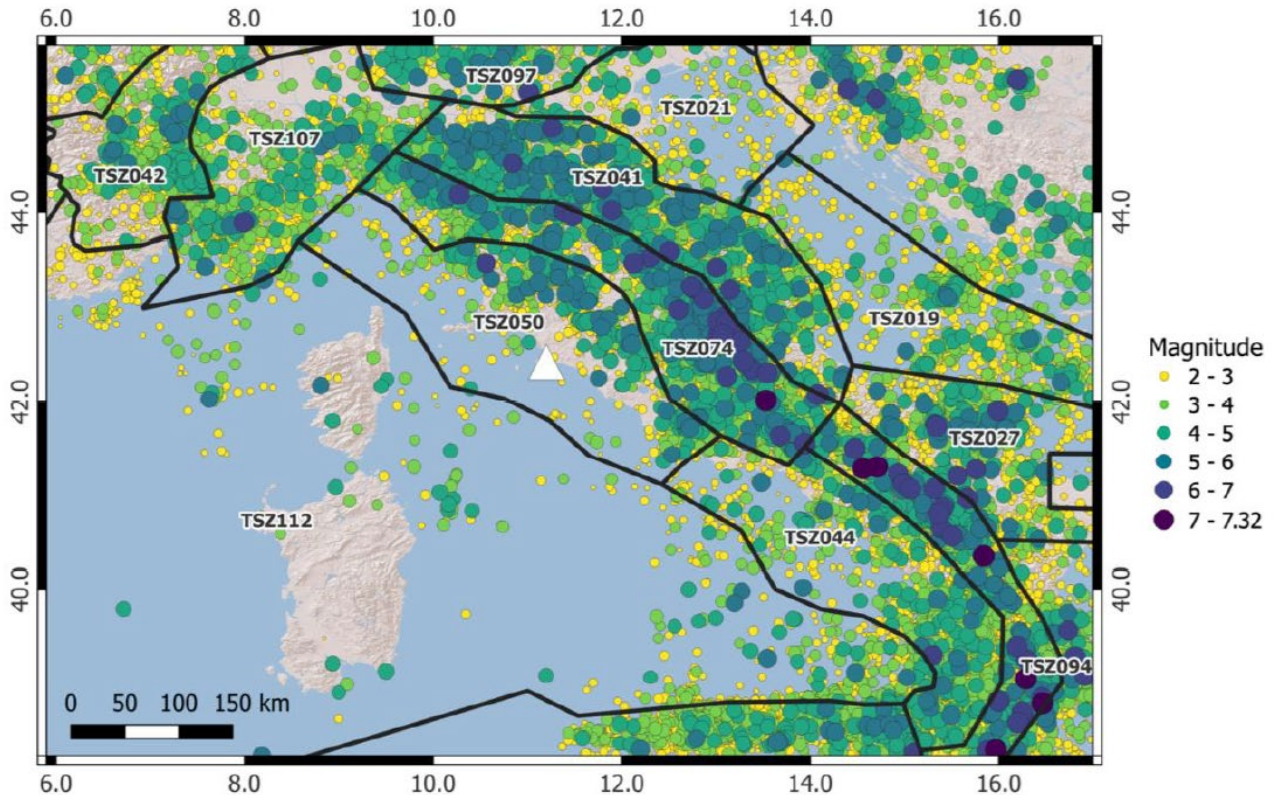 6.0 8.0 10.0 12.0 14.0 16.0
TSZ097
TSZ021
TSZ107
TSZ042
TSZ041
44.0 44.0
TSZ050
TSZ019
TSZ074
Magnitude
2 - 3
3 - 4
4 - 5
5 - 6
6 - 7
7 - 7.32
42.0 42.0
TSZ027
TSZ112
TSZ044
40.0 40.0
TSZ094
0 50 100 150 km
6.0 8.0 10.0 12.0 14.0 16.0